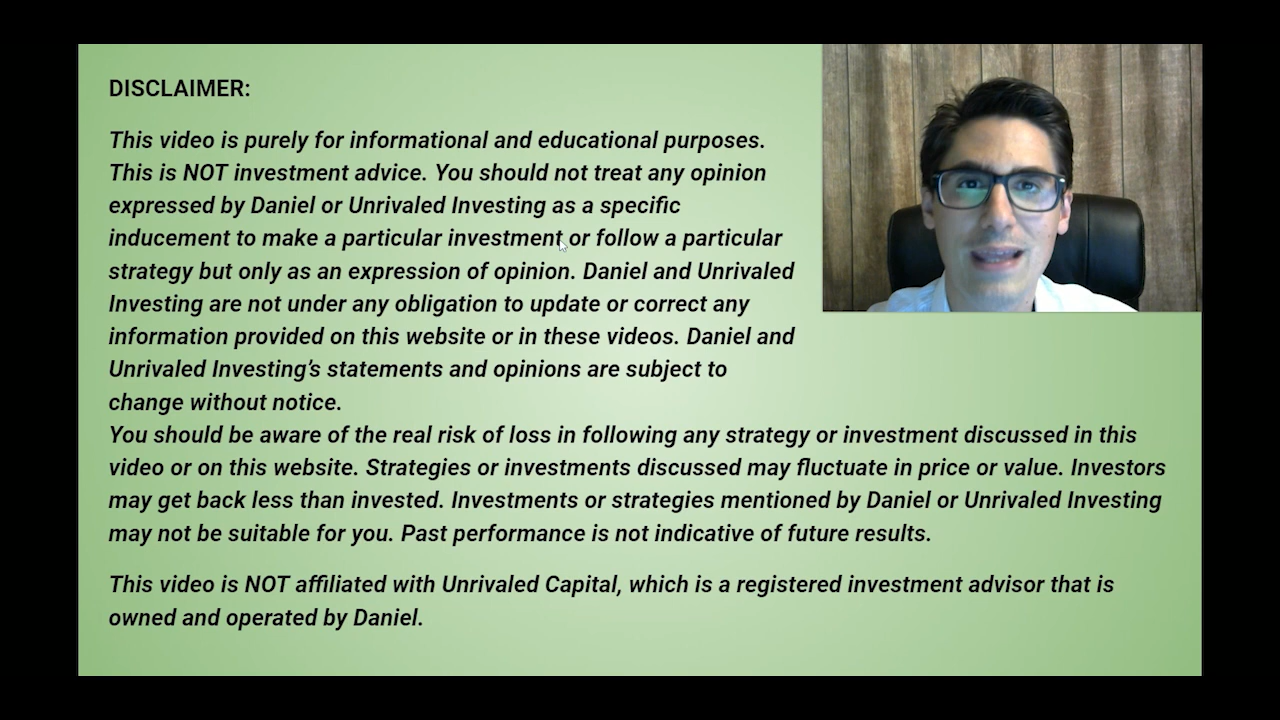 DISCLAIMER:
This video is purely for informational and educational purposes.
This is NOT investment advice. You should not treat any opinion
expressed by Daniel or Unrivaled Investing as a specific
inducement to make a particular investment or follow a particular
strategy but only as an expression of opinion. Daniel and Unrivaled
Investing are not under any obligation to update or correct any
information provided on this website or in these videos. Daniel and
Unrivaled Investing’s statements and opinions are subject to
change without notice.
You should be aware of the real risk of loss in following any strategy or investment discussed in this
video or on this website. Strategies or investments discussed may fluctuate in price or value. Investors
may get back less than invested. Investments or strategies mentioned by Daniel or Unrivaled Investing
may not be suitable for you. Past performance is not indicative of future results.
This video is NOT affiliated with Unrivaled Capital, which is a registered investment advisor that is
owned and operated by Daniel.